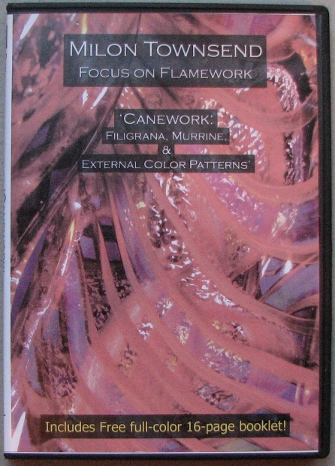 MILON TOWNSEND
FOCUS ON FLAMEWORK
'CANEWORK:
FILIGRANA, MURRINE,
&
EXTERNAL COLOR PATTERNS'
Includes Free full-color 16-page booklet!